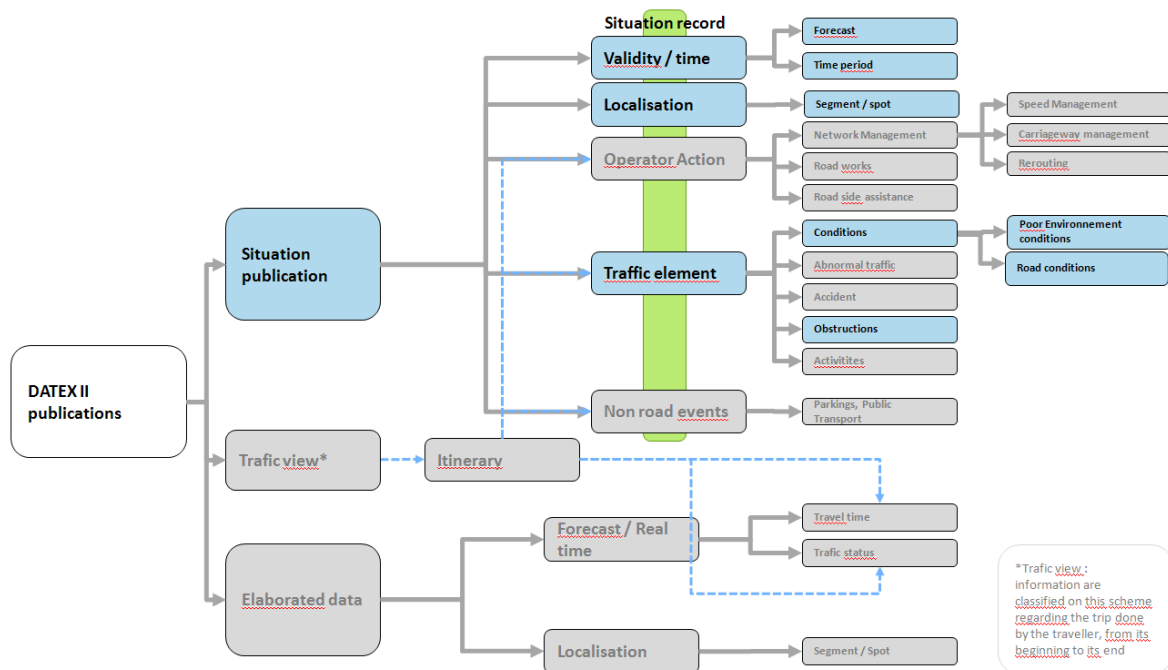 Situation record
Validity / time
Forecast
Time period
Localisation
Segment / spot
Operator Action
Network Management
Speed Management
Carriageway management
Rerouting
Road works
Road side assistance
Situation
publication
Traffic element
Conditions
Poor Environnement
conditions
Road conditions
Abnormal traffic
Accident
Obstructions
Activitites
DATEX II
publications
Non road events
Parkings, Public
Transport
Trafic view*
Itinerary
Forecast / Real
time
Travel time
Trafic status
Elaborated data
Localisation
Segment / Spot
*Trafic view :
information are
classified on this scheme
regarding the trip done
by the traveller, from its
beginning to its end